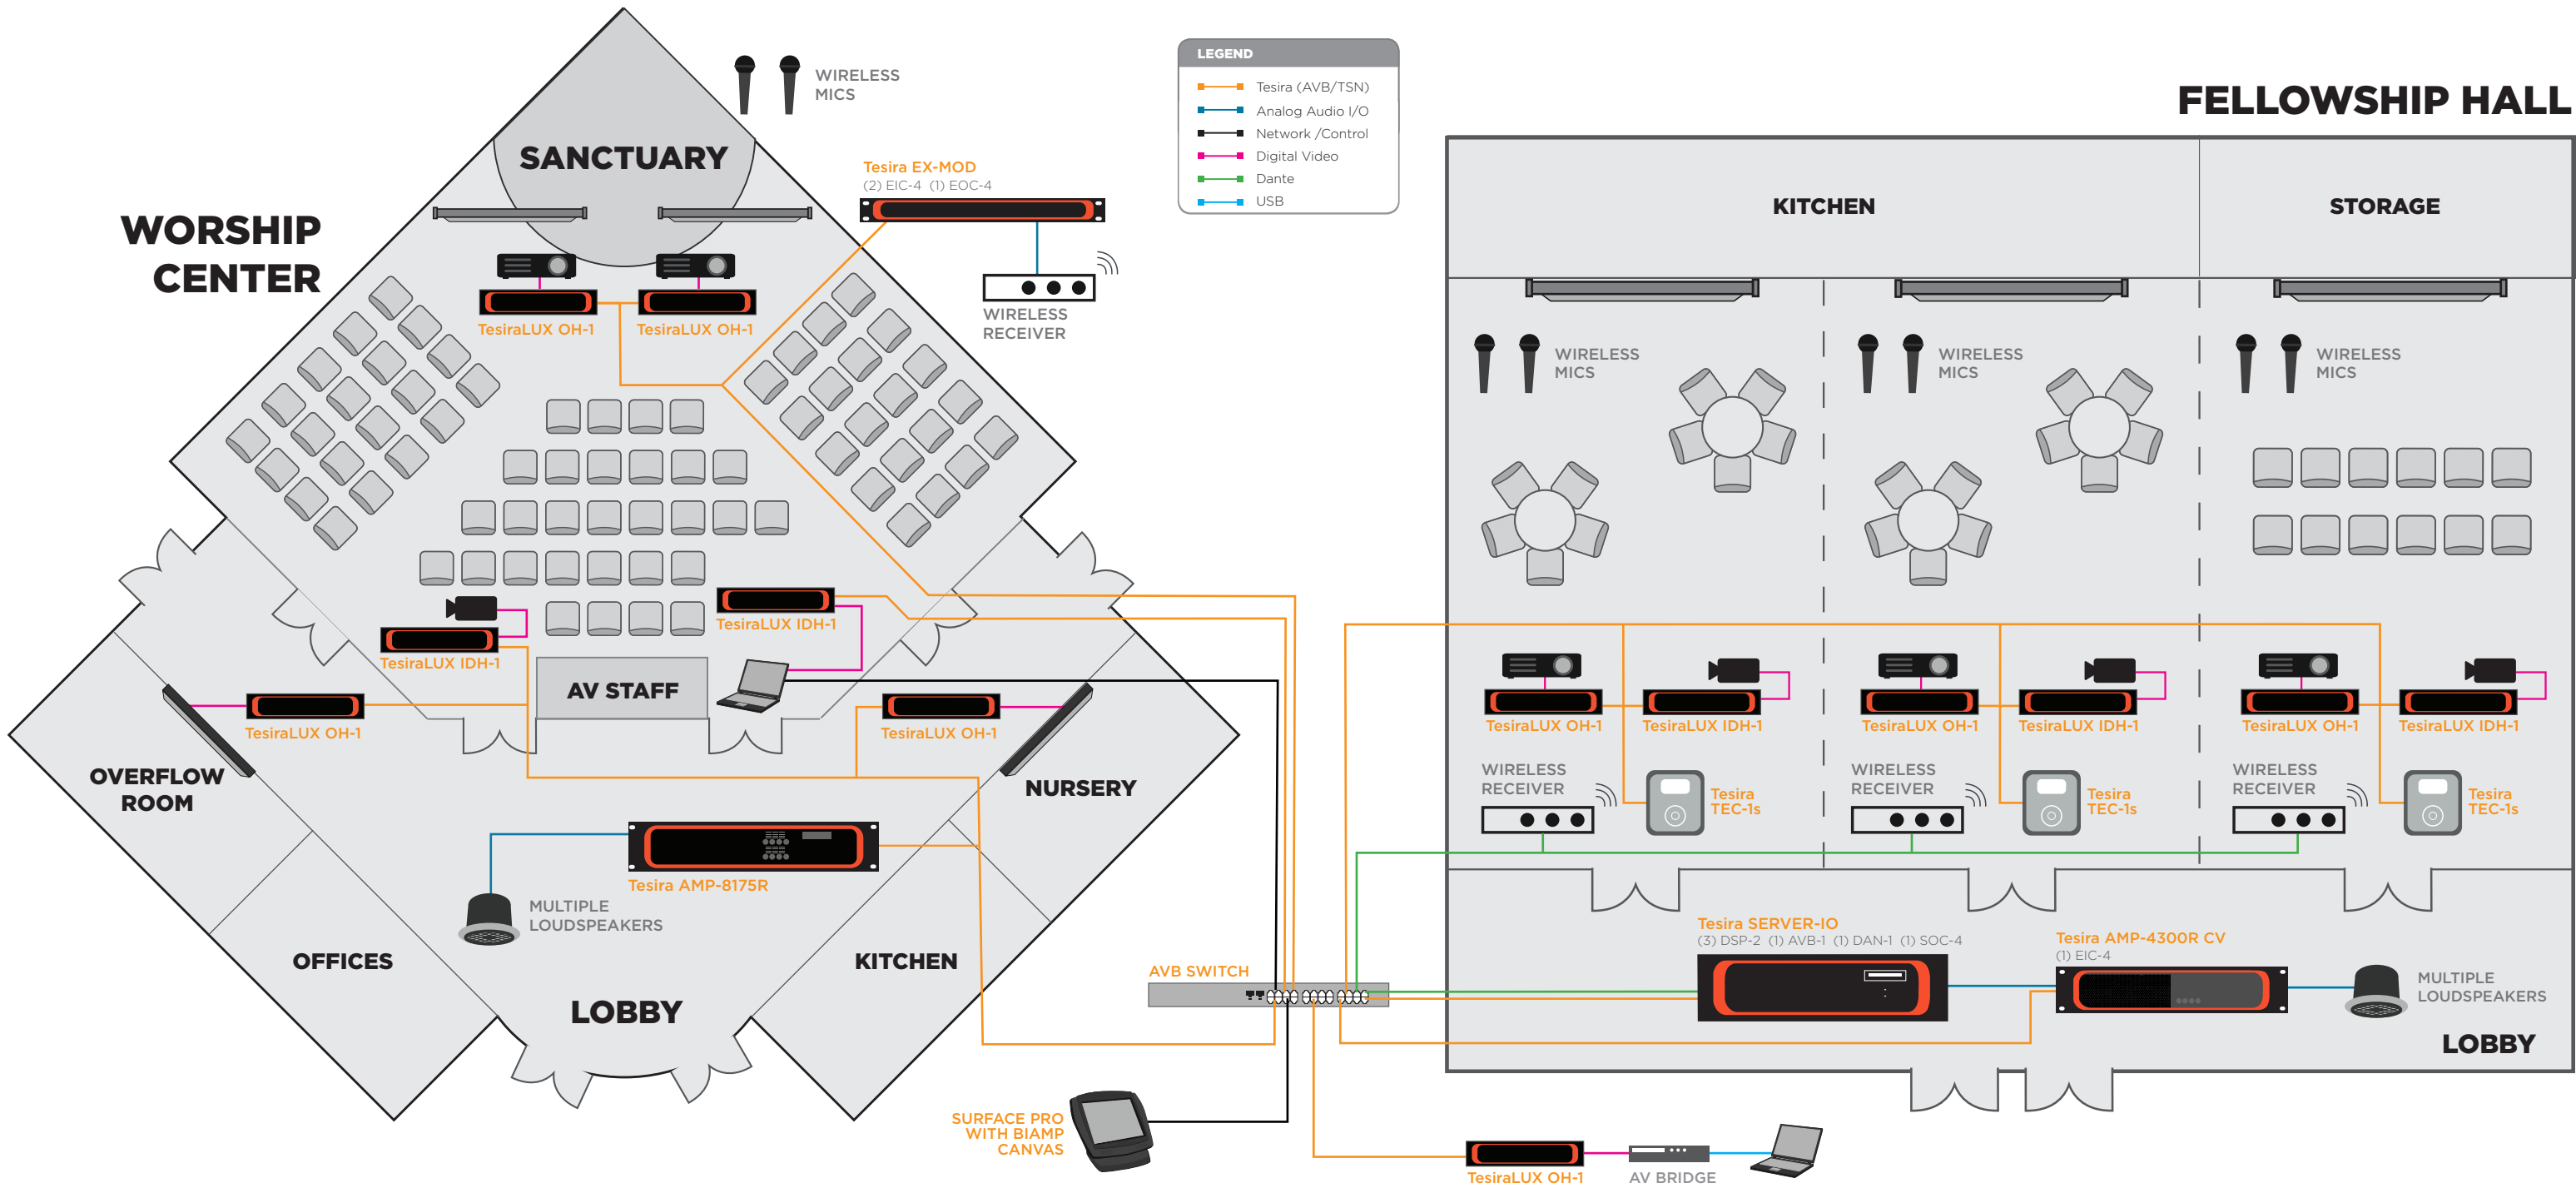 WIRELESS
MICS
LEGEND
Tesira (AVB/TSN)
Analog Audio I/O
Network /Control
Digital Video
Dante
USB
FELLOWSHIP HALL
SANCTUARY
Tesira EX-MOD
(2) EIC-4 (1) EOC-4
WORSHIP
CENTER
KITCHEN
STORAGE
WIRELESS
RECEIVER
TesiraLUX OH-1
TesiraLUX OH-1
WIRELESS
MICS
WIRELESS
MICS
WIRELESS
MICS
TesiraLUX IDH-1
TesiraLUX IDH-1
AV STAFF
TesiraLUX OH-1
TesiraLUX OH-1
OVERFLOW
ROOM
NURSERY
TesiraLUX OH-1
TesiraLUX IDH-1
TesiraLUX OH-1
TesiraLUX IDH-1
TesiraLUX OH-1
TesiraLUX IDH-1
WIRELESS
RECEIVER
Tesira
TEC-1s
WIRELESS
RECEIVER
Tesira
TEC-1s
WIRELESS
RECEIVER
Tesira
TEC-1s
Tesira AMP-8175R
MULTIPLE
LOUDSPEAKERS
OFFICES
KITCHEN
LOBBY
AVB SWITCH
Tesira SERVER-IO
(3) DSP-2 (1) AVB-1 (1) DAN-1 (1) SOC-4
Tesira AMP-4300R CV
(1) EIC-4
MULTIPLE
LOUDSPEAKERS
LOBBY
SURFACE PRO
WITH BIAMP
CANVAS
TesiraLUX OH-1
AV BRIDGE